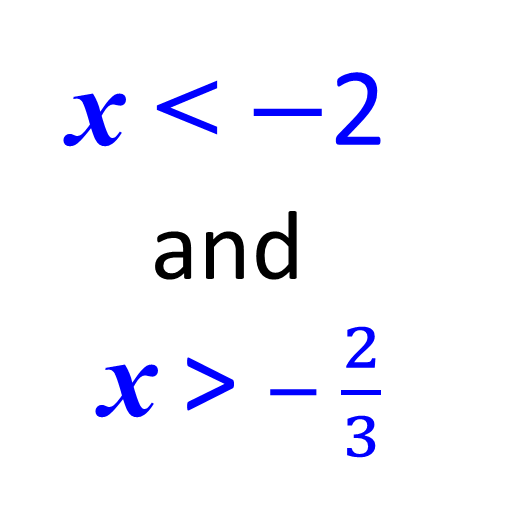 x < −2
and
x > − 2/3